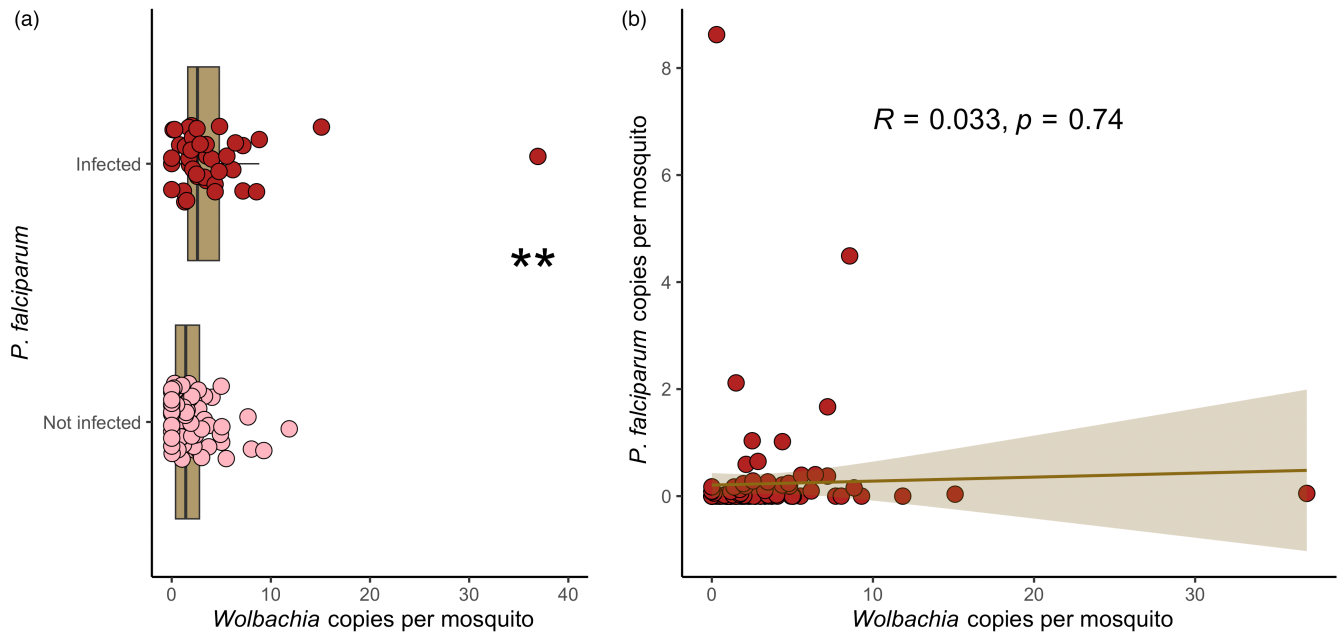 (a)
P. falciparum
Infected
Not infected
**
0 10 20 30 40
Wolbachia copies per mosquito
(b)
P. falciparum copies per mosquito
8
6
4
2
0
R = 0.033, p = 0.74
0 10 20 30
Wolbachia copies per mosquito